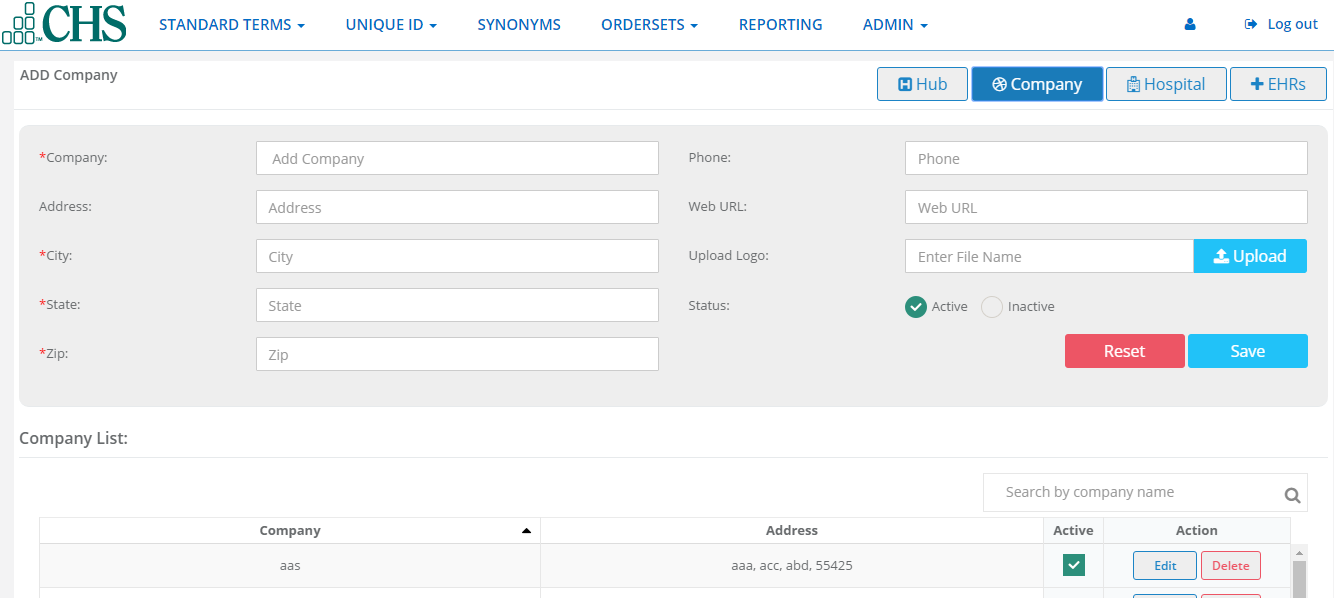 CHS™ STANDARD TERMS UNIQUE ID SYNONYMS ORDERSETS REPORTING ADMIN Log out
ADD Company Hub Company Hospital EHRs
*Company: Add Company Phone: Phone
Address: Address Web URL: Web URL
*City: City Upload Logo: Enter File Name Upload
*State: State Status: Active Inactive
*Zip: Zip Reset Save
Company List:
Search by company name
Company Address Active Action
aas aaa, acc, abd, 55425 Edit Delete